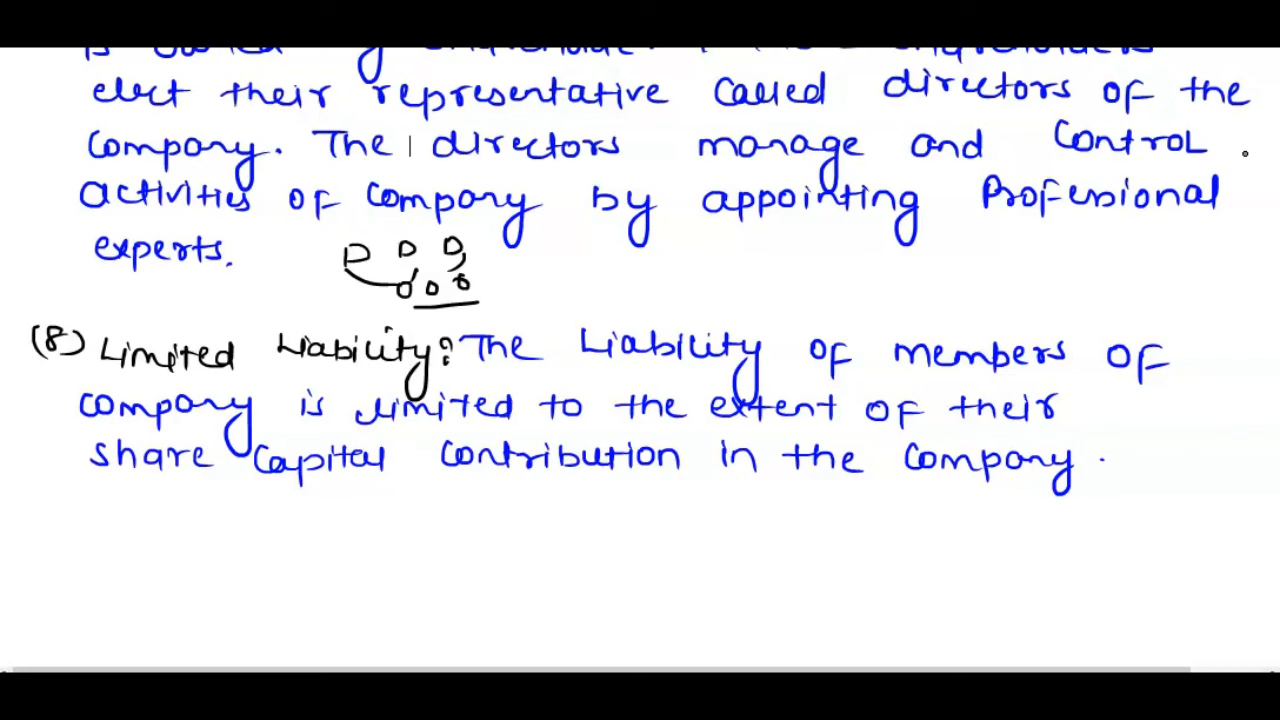 elect their representative called directors of the
company. The directors manage and control
activities of company by appointing Professional
experts.
D D D
(8) Limited Liability: The Liability of members of
company is limited to the extent of their
share capital contribution in the company.